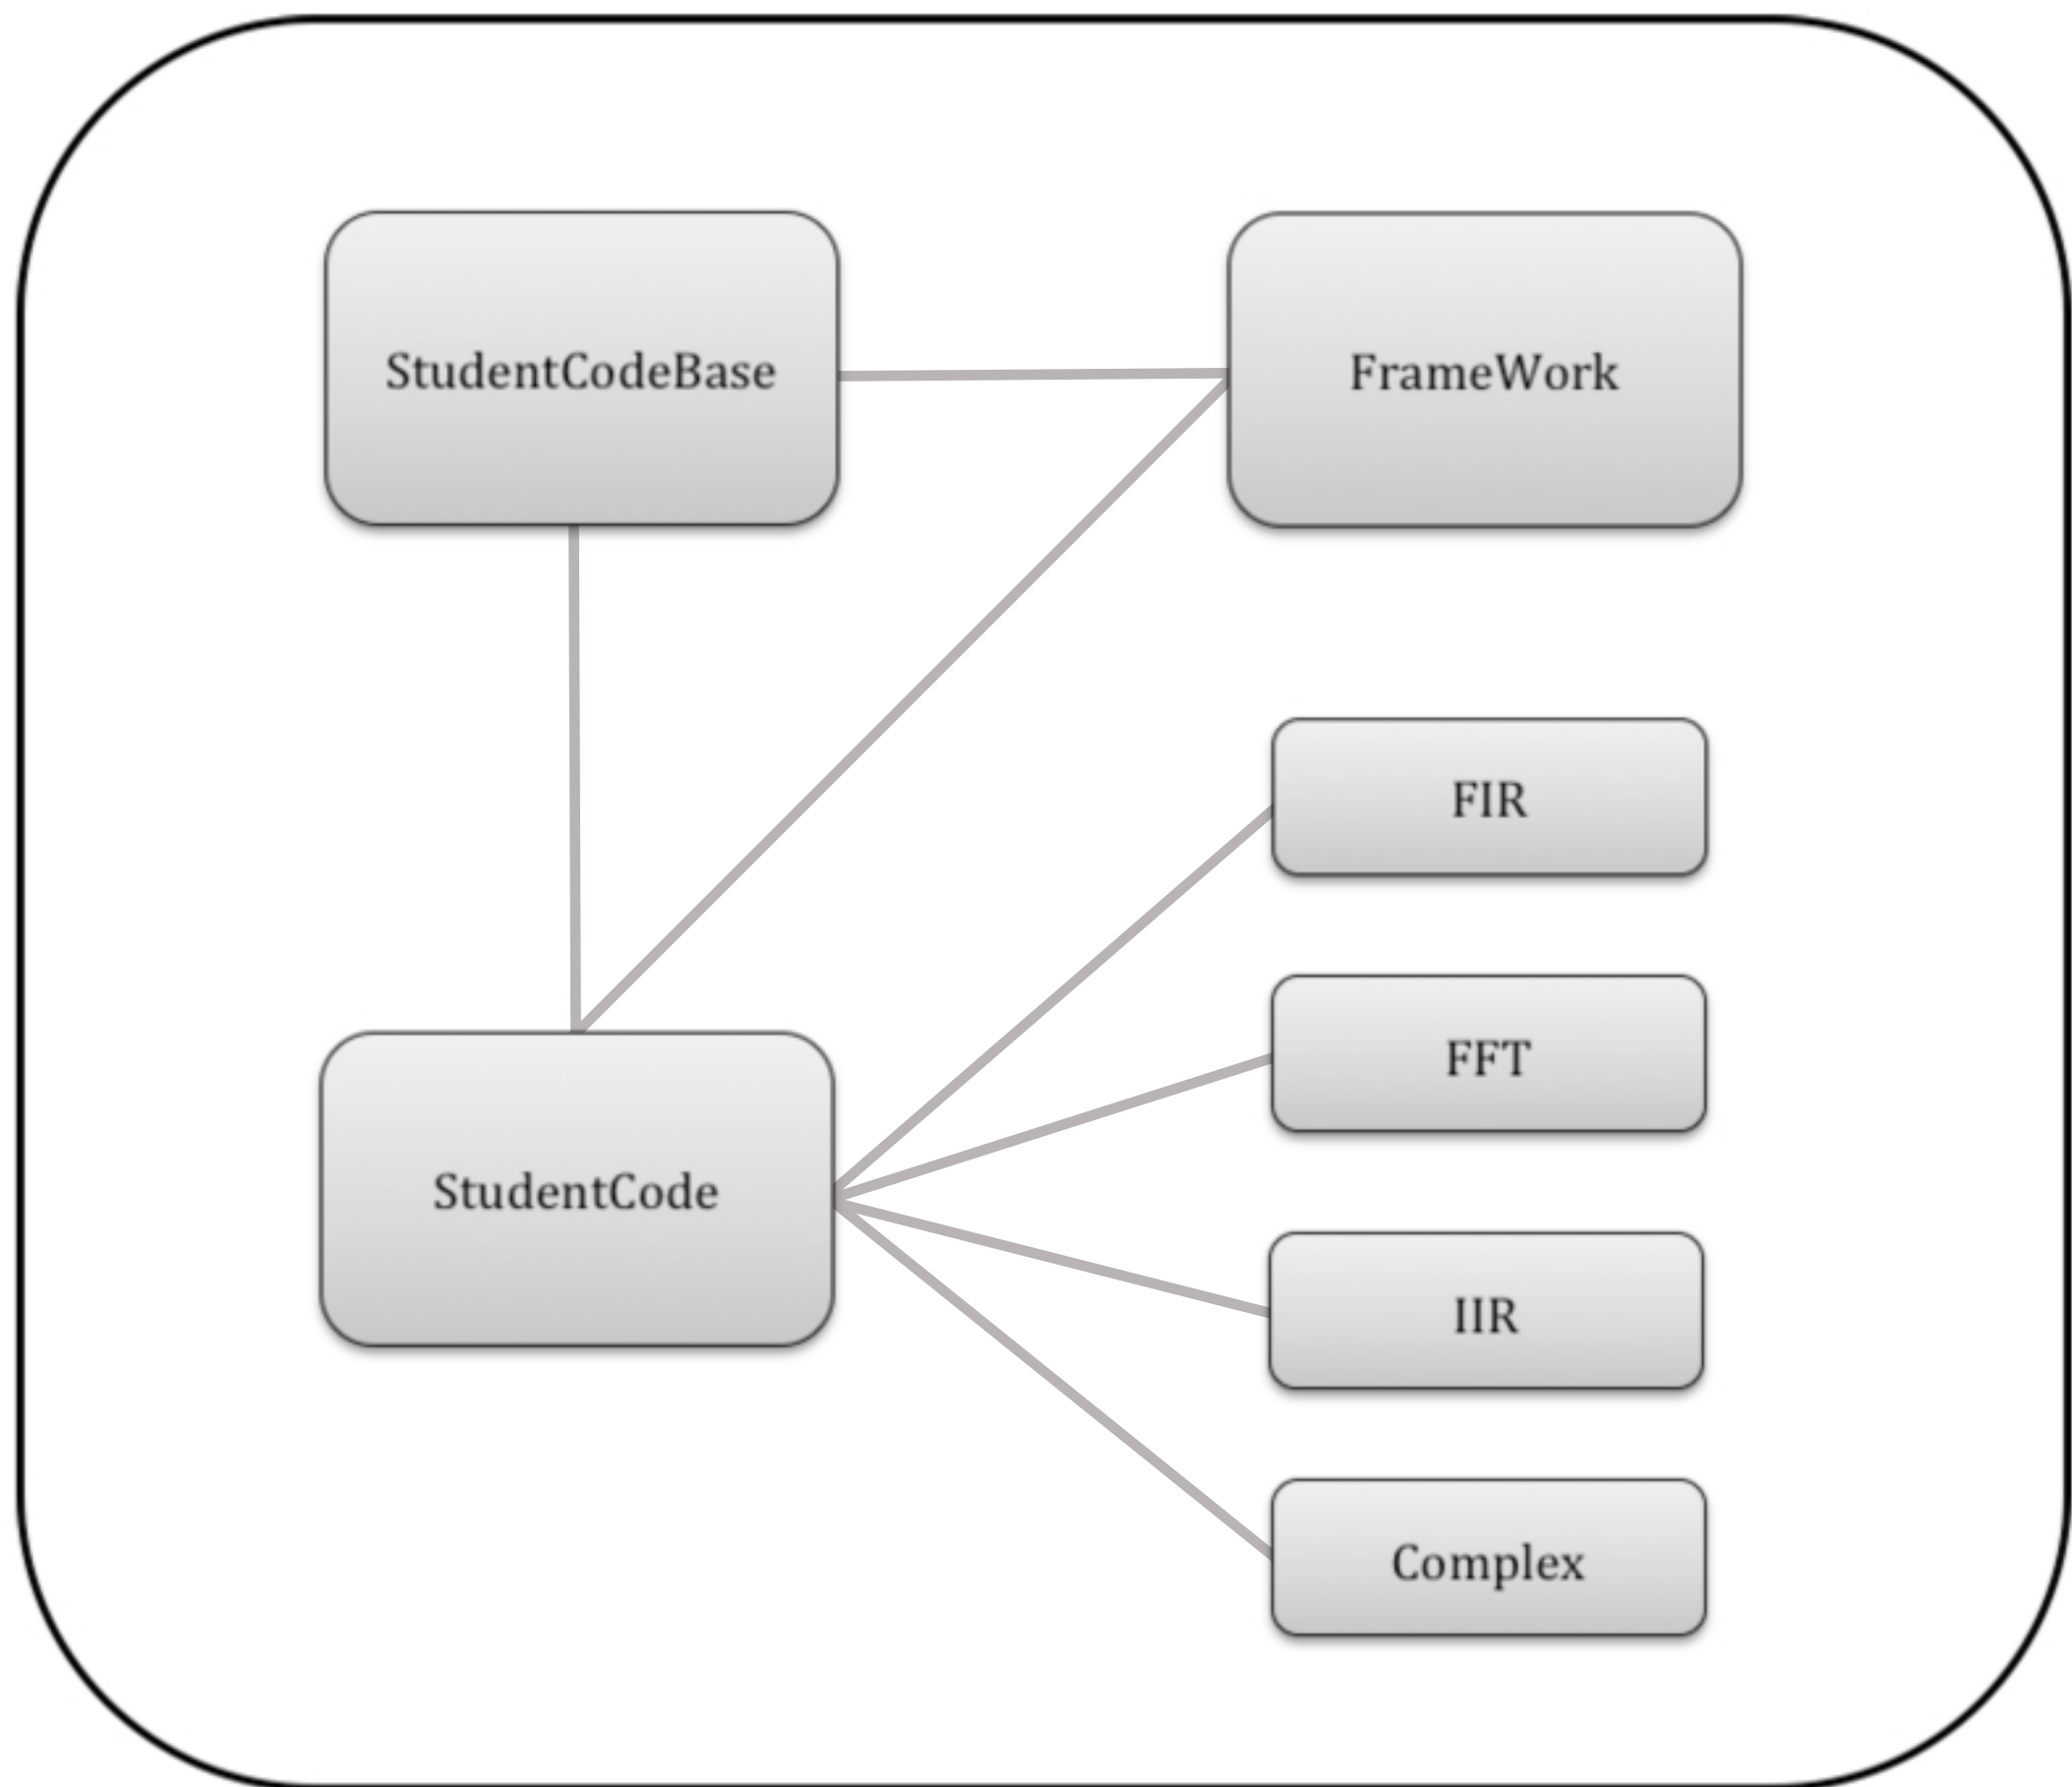 StudentCodeBase
FrameWork
FIR
FFT
StudentCode
IIR
Complex